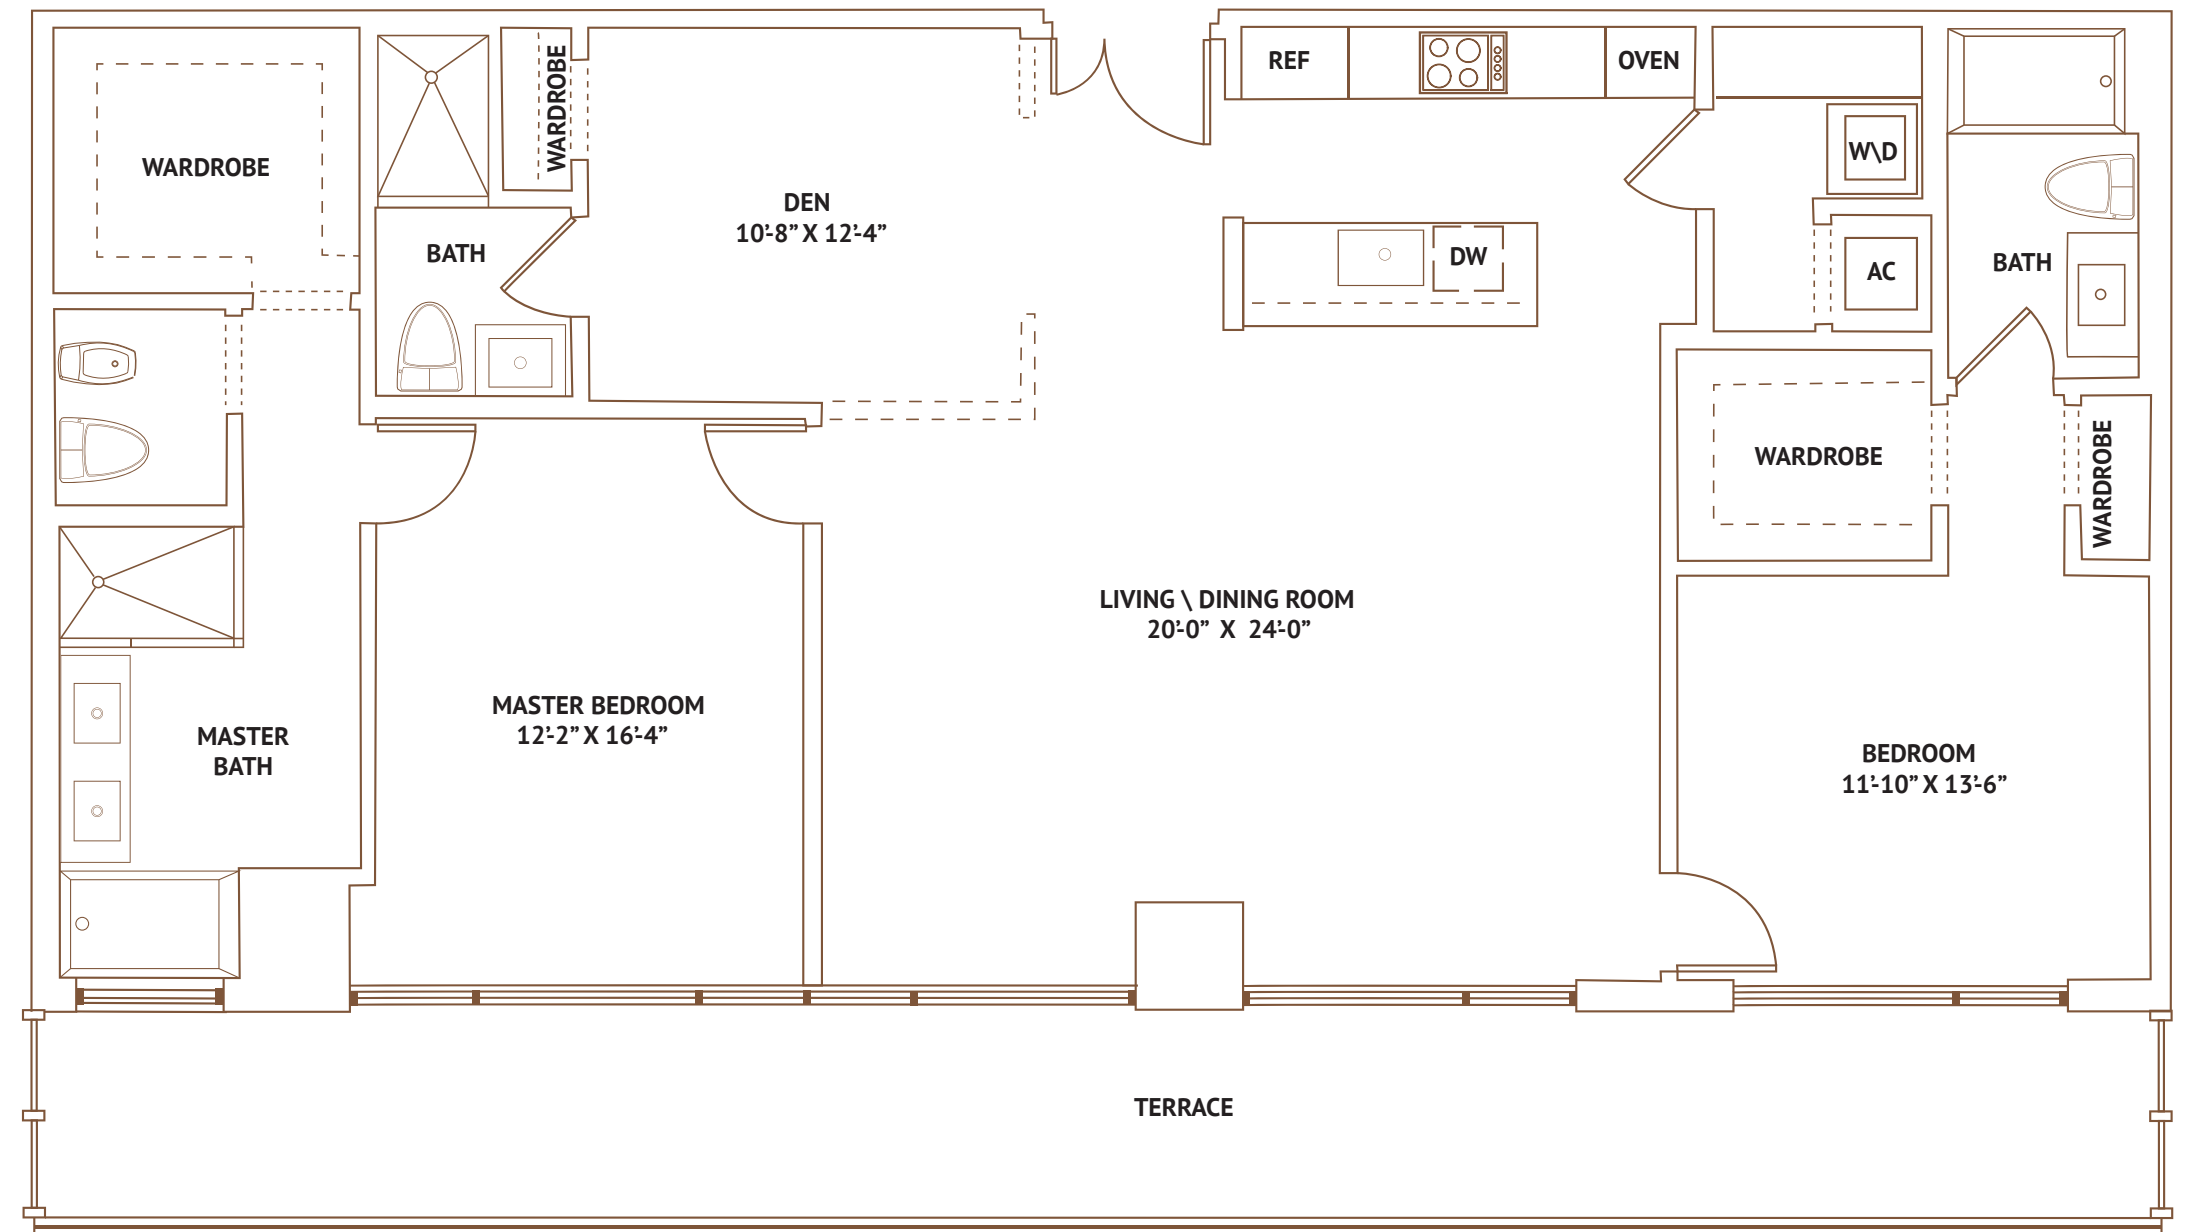 REF
OVEN
WARDROBE
WARDROBE
W\D
DEN
10'-8” X 12'-4”
BATH
DW
AC
BATH
WARDROBE
WARDROBE
LIVING \ DINING ROOM
20'-0” X 24'-0”
MASTER BEDROOM
12'-2” X 16'-4”
MASTER
BATH
BEDROOM
11'-10” X 13'-6”
TERRACE